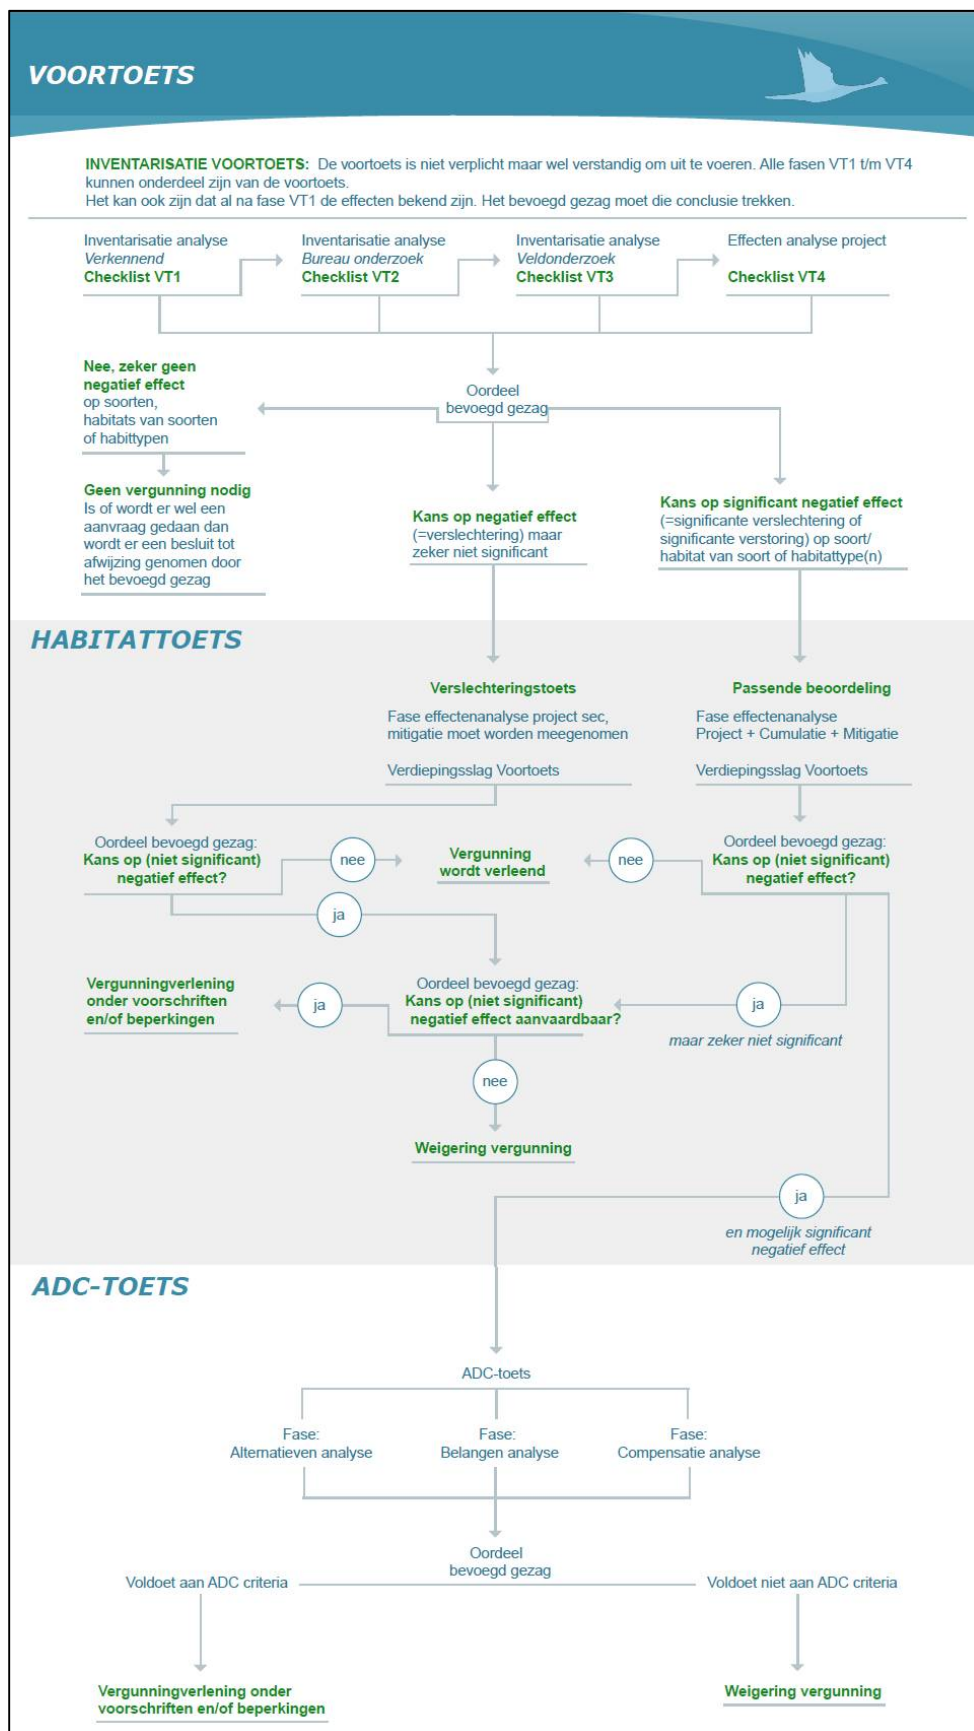 VOORTOETS
INVENTARISATIE VOORTOETS: De voortoets is niet verplicht maar wel verstandig om uit te voeren. Alle fasen VT1 t/m VT4
kunnen onderdeel zijn van de voortoets.
Het kan ook zijn dat al na fase VT1 de effecten bekend zijn. Het bevoegd gezag moet die conclusie trekken.
Inventarisatie analyse
Verkennend
Checklist VT1
Inventarisatie analyse
Bureau onderzoek
Checklist VT2
Inventarisatie analyse
Veldonderzoek
Checklist VT3
Effecten analyse project
Checklist VT4
Oordeel
bevoegd gezag
Nee, zeker geen
negatief effect
op soorten,
habitats van soorten
of habittypen
Geen vergunning nodig
Is of wordt er wel een
aanvraag gedaan dan
wordt er een besluit tot
afwijzing genomen door
het bevoegd gezag
Kans op negatief effect
(=verslechtering) maar
zeker niet significant
Kans op significant negatief effect
(=significante verslechtering of
significante verstoring) op soort/
habitat van soort of habitattype(n)
HABITATTOETS
Verslechteringstoets
Fase effectenanalyse project sec,
mitigatie moet worden meegenomen
Verdiepingsslag Voortoets
Passende beoordeling
Fase effectenanalyse
Project + Cumulatie + Mitigatie
Verdiepingsslag Voortoets
Oordeel bevoegd gezag:
Kans op (niet significant)
negatief effect?
nee
Vergunning
wordt verleend
nee
Oordeel bevoegd gezag:
Kans op (niet significant)
negatief effect?
ja
Vergunningverlening
onder voorschriften
en/of beperkingen
ja
Oordeel bevoegd gezag:
Kans op (niet significant)
negatief effect aanvaardbaar?
ja
maar zeker niet significant
nee
Weigering vergunning
ja
en mogelijk significant
negatief effect
ADC-TOETS
ADC-toets
Fase:
Alternatieven analyse
Fase:
Belangen analyse
Fase:
Compensatie analyse
Oordeel
bevoegd gezag
Voldoet aan ADC criteria
Voldoet niet aan ADC criteria
Vergunningverlening onder
voorschriften en/of beperkingen
Weigering vergunning